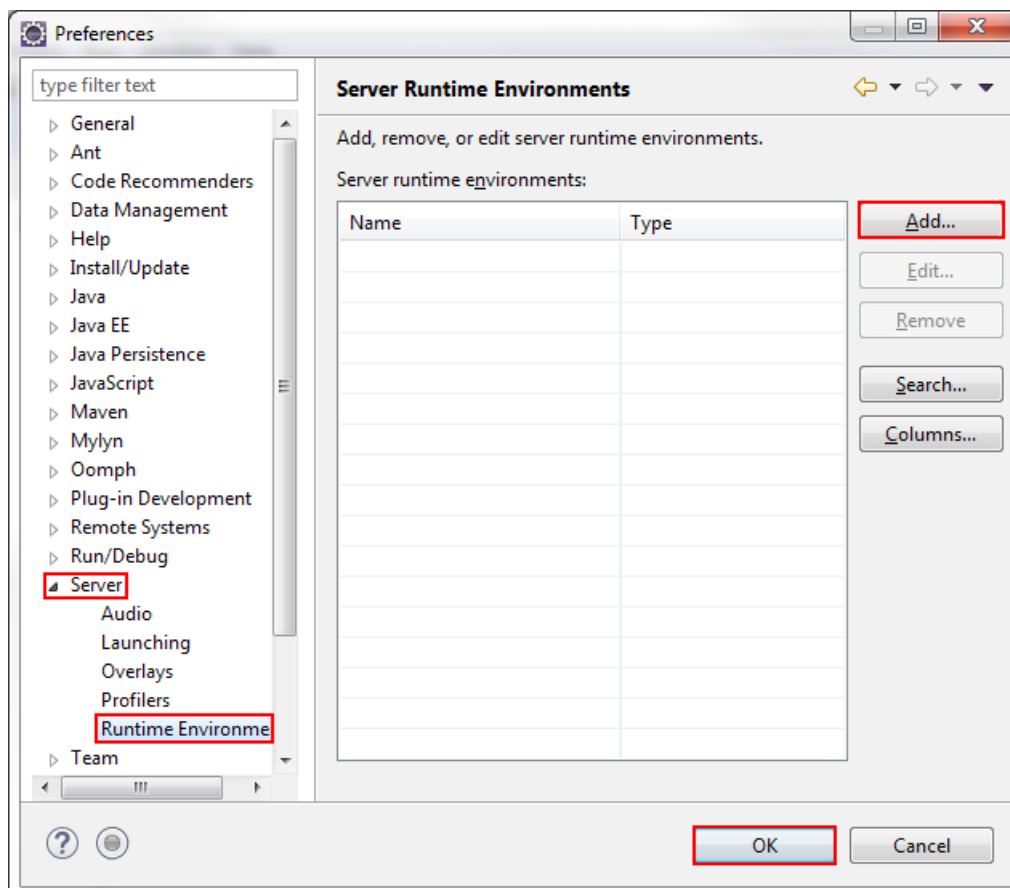 Preferences
type filter text
General
Ant
Code Recommenders
Data Management
Help
Install/Update
Java
Java EE
Java Persistence
JavaScript
Maven
Mylyn
Oomph
Plug-in Development
Remote Systems
Run/Debug
Server
Audio
Launching
Overlays
Profilers
Runtime Environme
Team
Server Runtime Environments
Add, remove, or edit server runtime environments.
Server runtime environments:
Name Type
Add...
Edit...
Remove
Search...
Columns...
OK Cancel